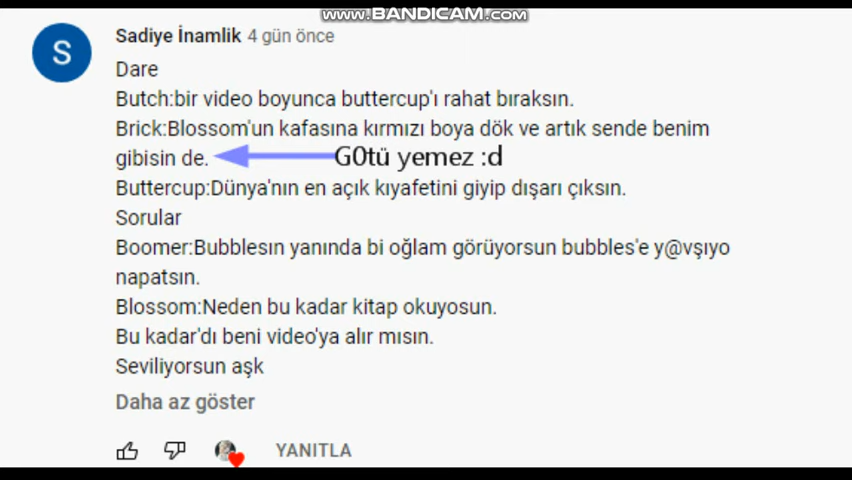 www.BANDICAM.com
S
Sadiye İnamlik 4 gün önce
Dare
Butch:bir video boyunca buttercup'ı rahat bıraksın.
Brick:Blossom'un kafasına kırmızı boya dök ve artık sende benim
gibisin de. G0tü yemez :d
Buttercup:Dünya'nın en açık kıyafetini giyip dışarı çıksın.
Sorular
Boomer:Bubblesın yanında bi oğlam görüyorsun bubbles'e y@vşıyo
napatsın.
Blossom:Neden bu kadar kitap okuyosun.
Bu kadar'dı beni video'ya alır mısın.
Seviliyorsun aşk
Daha az göster
YANITLA